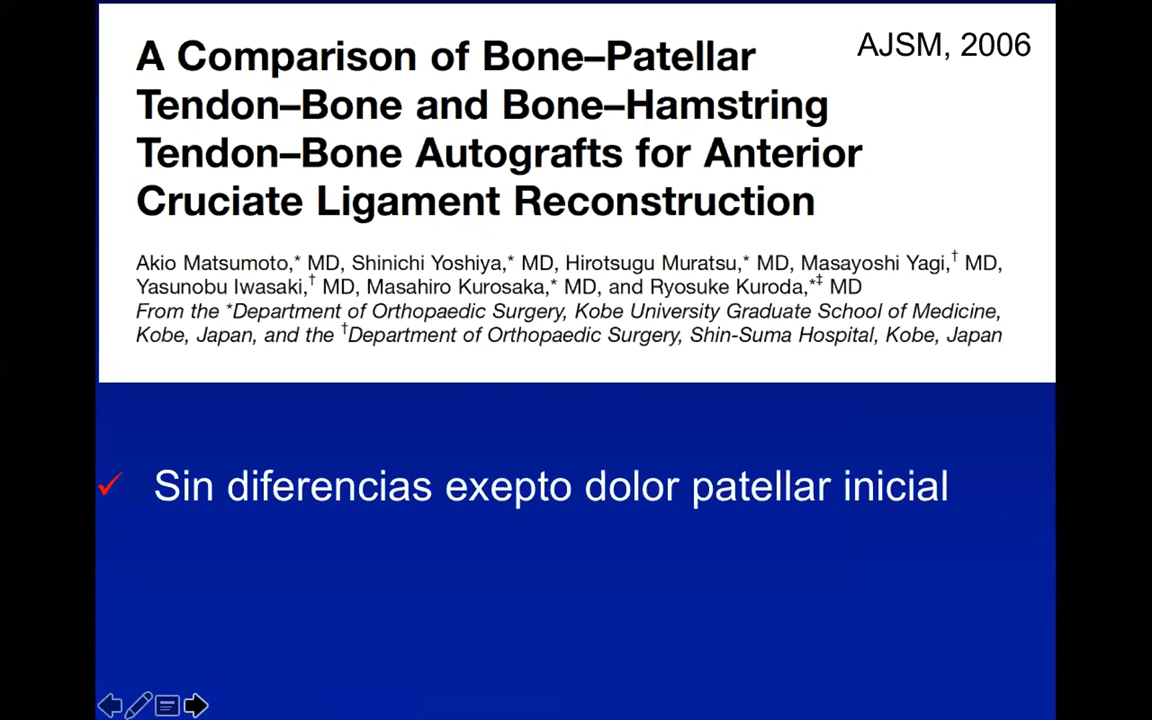 A Comparison of Bone–Patellar
AJSM, 2006
Tendon–Bone and Bone–Hamstring
Tendon–Bone Autografts for Anterior
Cruciate Ligament Reconstruction
Akio Matsumoto,* MD, Shinichi Yoshiya,* MD, Hirotsugu Muratsu,* MD, Masayoshi Yagi,† MD,
Yasunobu Iwasaki,† MD, Masahiro Kurosaka,* MD, and Ryosuke Kuroda,*‡ MD
From the *Department of Orthopaedic Surgery, Kobe University Graduate School of Medicine,
Kobe, Japan, and the †Department of Orthopaedic Surgery, Shin-Suma Hospital, Kobe, Japan
✓ Sin diferencias exepto dolor patellar inicial